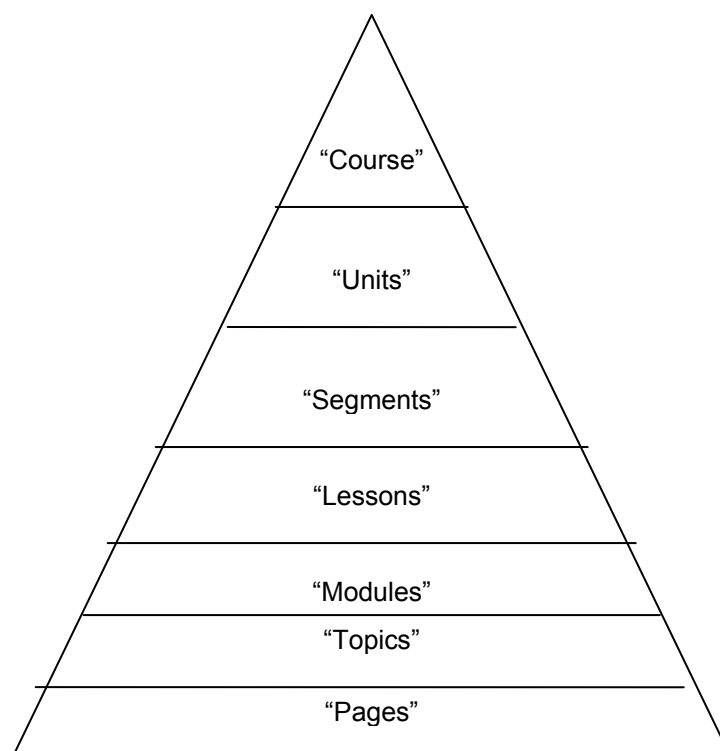 “Course”
“Units”
“Segments”
“Lessons”
“Modules”
“Topics”
“Pages”